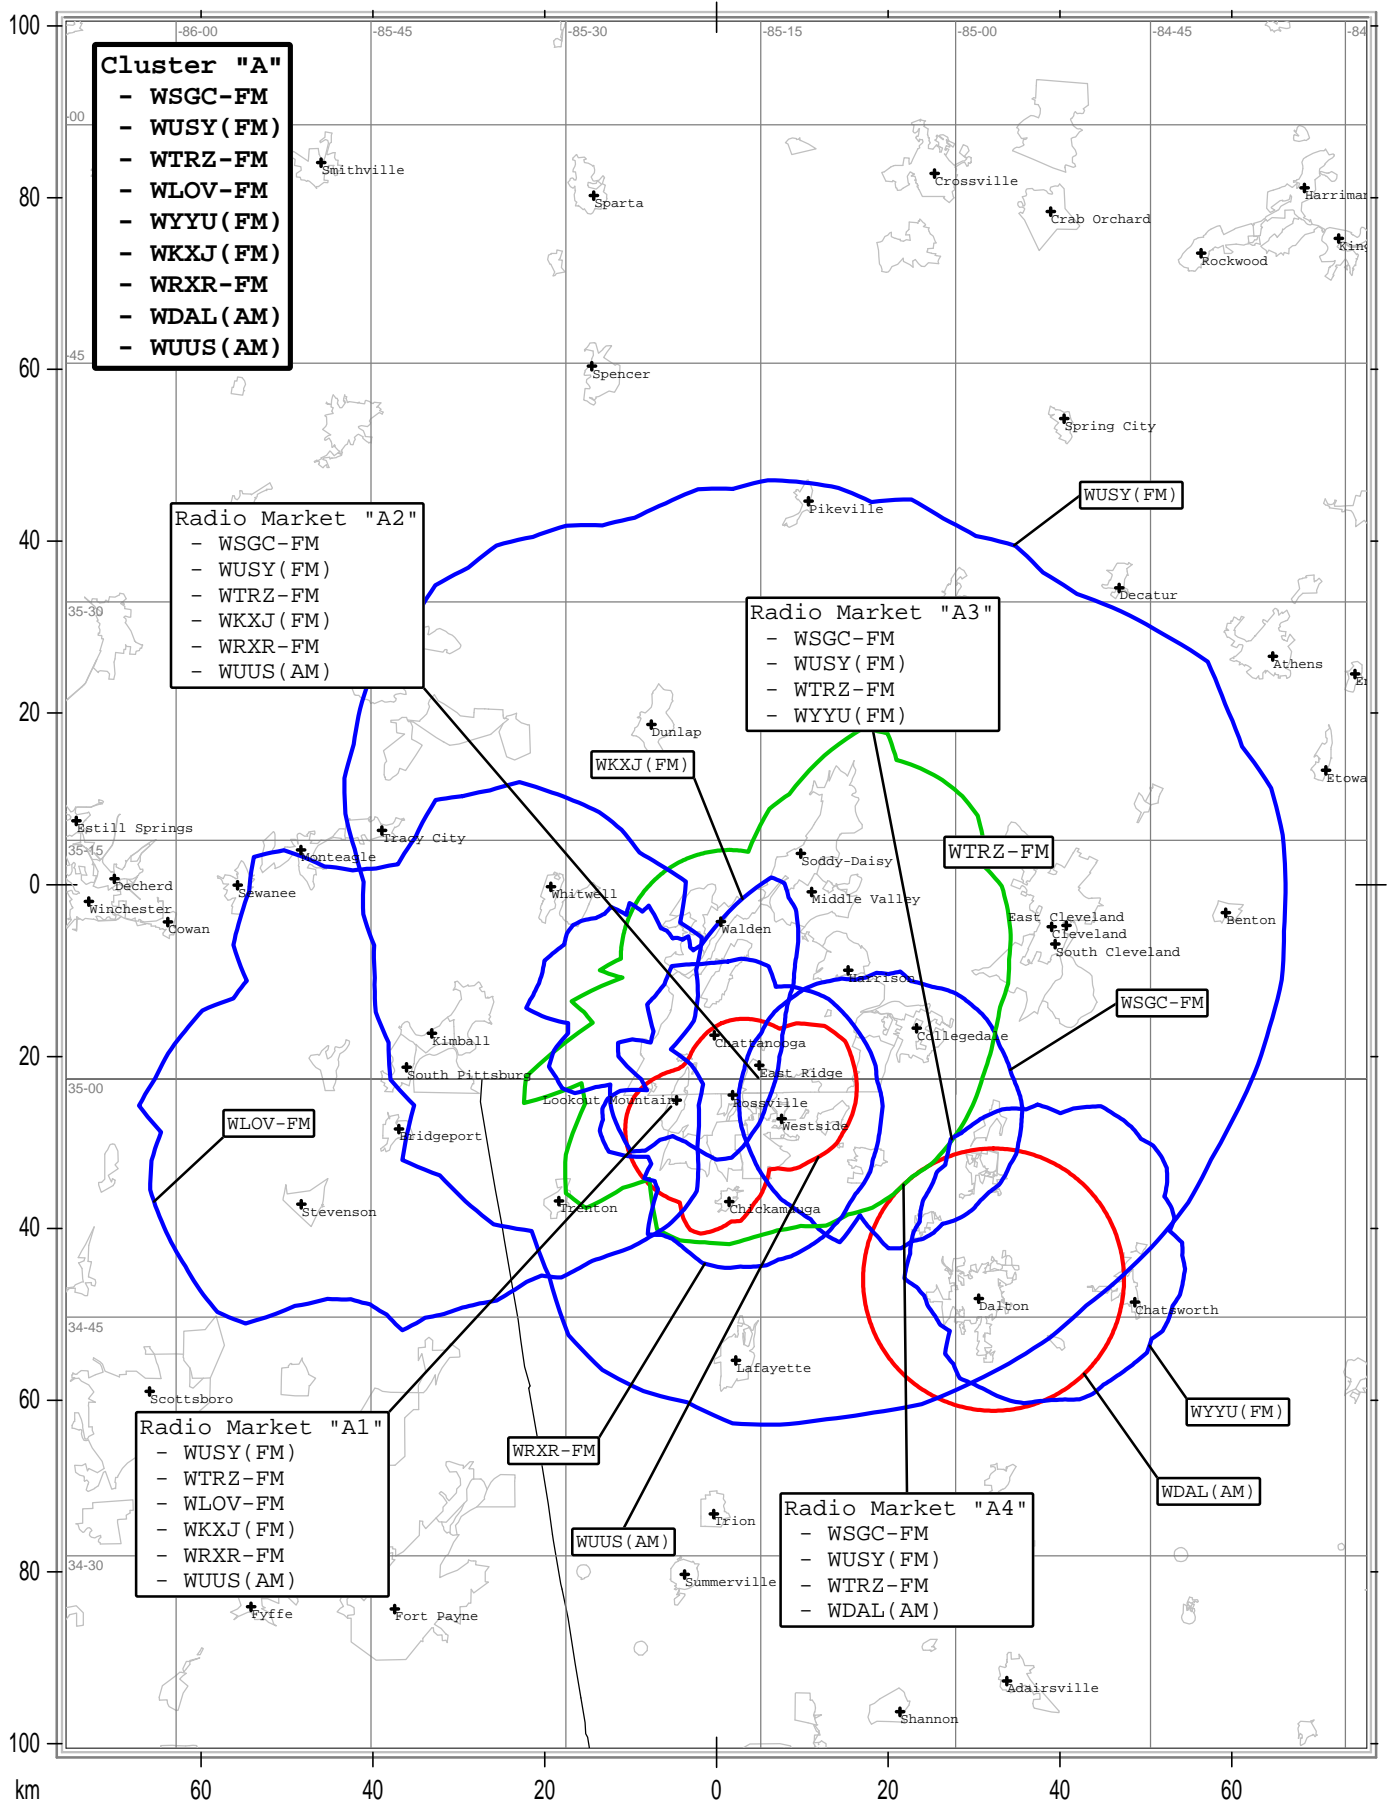 100
80
60
40
20
0
20
40
60
80
100
km
60
40
20
0
20
40
60
-86-00
-85-45
-85-30
-85-15
-85-00
-84-45
-84
-00
-45
35-30
35-15
35-00
34-45
34-30
Cluster "A"
- WSGC-FM
- WUSY(FM)
- WTRZ-FM
- WLOV-FM
- WYYU(FM)
- WKXJ(FM)
- WRXR-FM
- WDAL(AM)
- WUUS(AM)
Smithville
Sparta
Crossville
Crab Orchard
Harriman
Rockwood
King
Spencer
Spring City
WUSY(FM)
Pikeville
Radio Market "A2"
- WSGC-FM
- WUSY(FM)
- WTRZ-FM
- WKXJ(FM)
- WRXR-FM
- WUUS(AM)
Decatur
Radio Market "A3"
- WSGC-FM
- WUSY(FM)
- WTRZ-FM
- WYYU(FM)
Athens
En
Dunlap
WKXJ(FM)
Etowa
Estill Springs
Tracy City
Monteagle
Soddy-Daisy
WTRZ-FM
Decherd
Sewanee
Whitwell
Middle Valley
Winchester
Cowan
Walden
East Cleveland
Cleveland
South Cleveland
Benton
Harrison
WSGC-FM
Kimball
Chattanooga
Collegedale
South Pittsburg
East Ridge
Lookout Mountain
Rossville
Westside
WLOV-FM
Bridgeport
Stevenson
Trenton
Chickamauga
Dalton
Chatsworth
Lafayette
Scottsboro
WYYU(FM)
Radio Market "A1"
- WUSY(FM)
- WTRZ-FM
- WLOV-FM
- WKXJ(FM)
- WRXR-FM
- WUUS(AM)
WRXR-FM
WDAL(AM)
Radio Market "A4"
- WSGC-FM
- WUSY(FM)
- WTRZ-FM
- WDAL(AM)
Trion
WUUS(AM)
Summerville
Fyffe
Fort Payne
Adairsville
Shannon